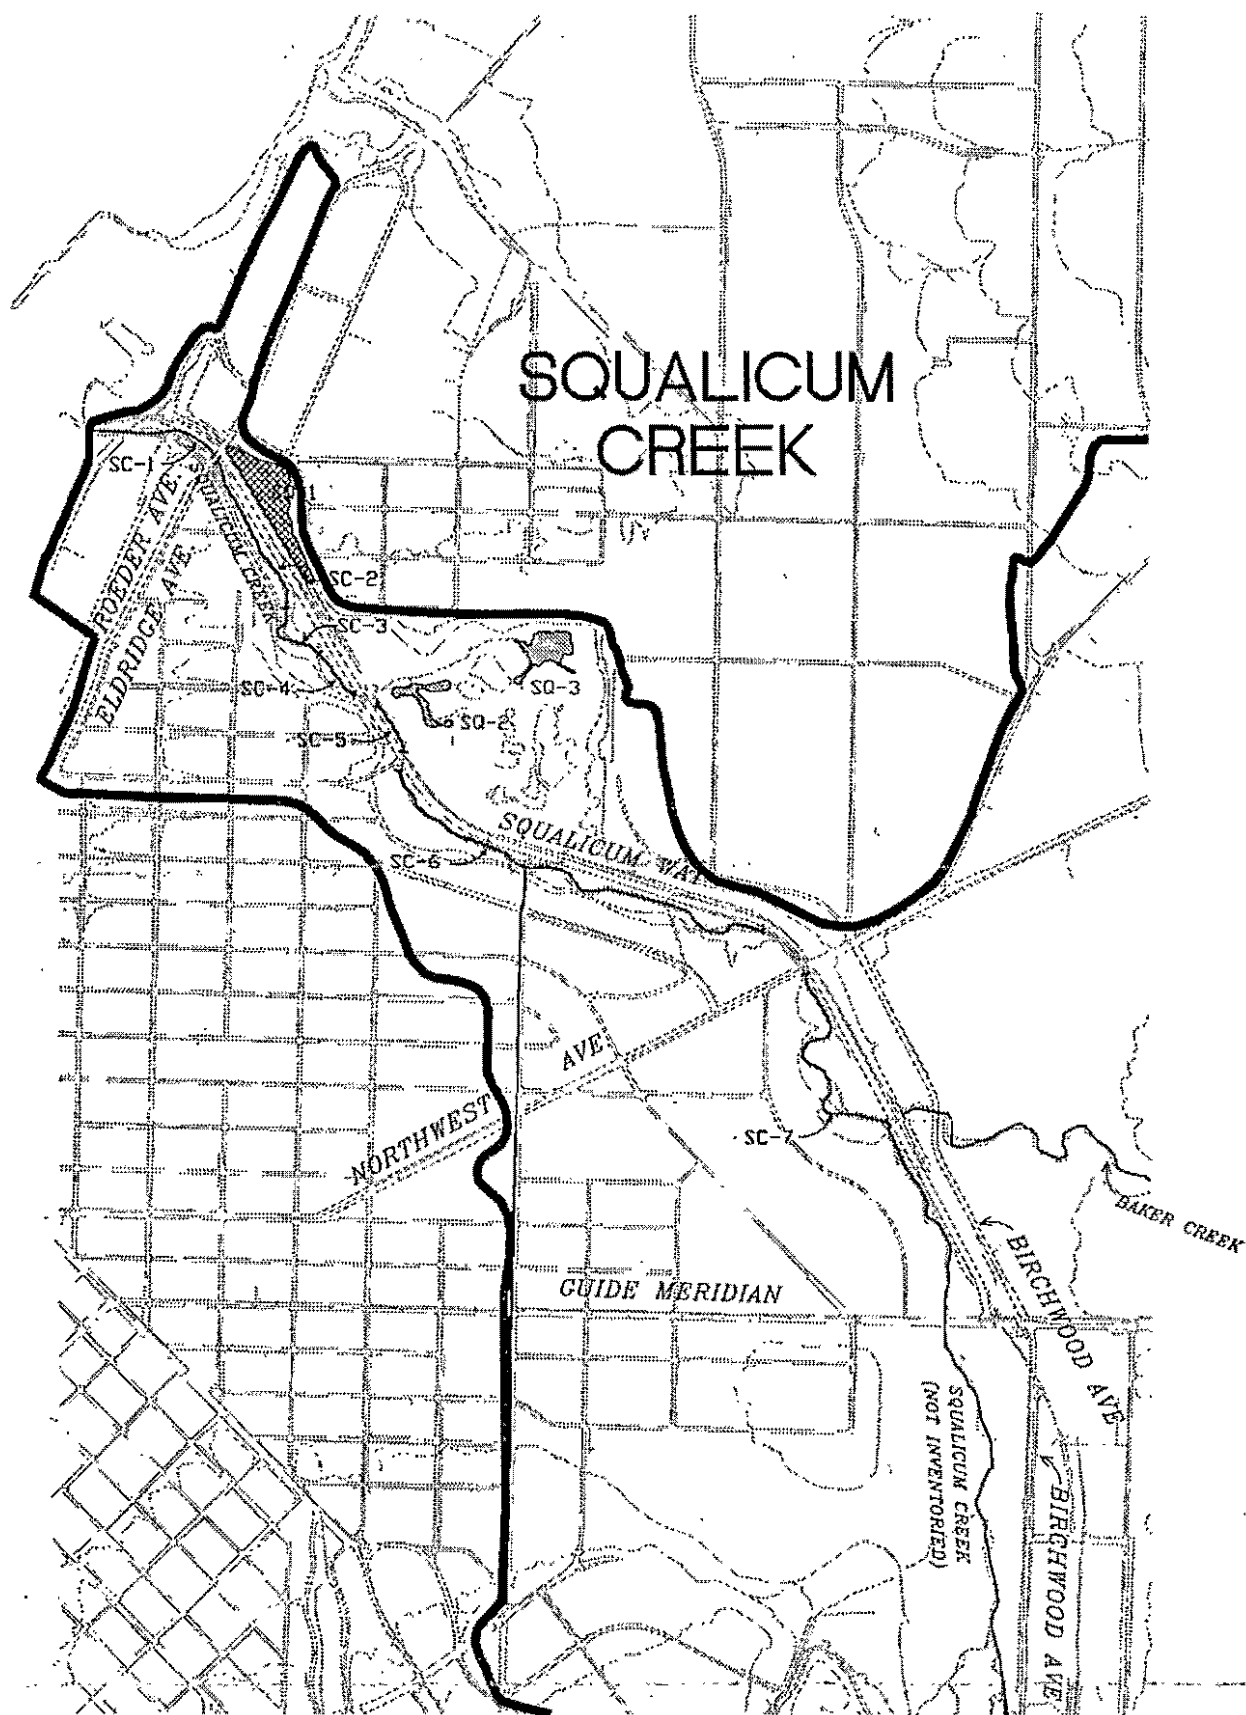 SQUALICUM
CREEK
SC-1
ROEDER AVE.
ELDRIDGE AVE.
SQUALICUM CREEK
SC-2
SC-3
SC-4
SQ-3
SQ-2
SC-5
SQUALICUM WAY
SC-6
NORTHWEST AVE.
SC-7
BAKER CREEK
BIRCHWOOD AVE
GUIDE MERIDIAN
SQUALICUM CREEK
(NOT INVENTORIED)
BIRCHWOOD AVE